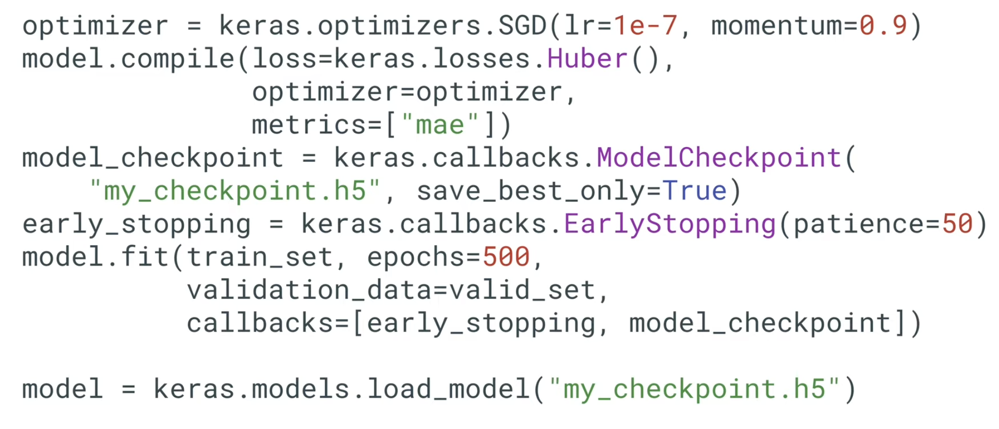 optimizer = keras.optimizers.SGD(lr=1e-7, momentum=0.9)
model.compile(loss=keras.losses.Huber(),
              optimizer=optimizer,
              metrics=["mae"])
model_checkpoint = keras.callbacks.ModelCheckpoint(
    "my_checkpoint.h5", save_best_only=True)
early_stopping = keras.callbacks.EarlyStopping(patience=50)
model.fit(train_set, epochs=500,
          validation_data=valid_set,
          callbacks=[early_stopping, model_checkpoint])
model = keras.models.load_model("my_checkpoint.h5")